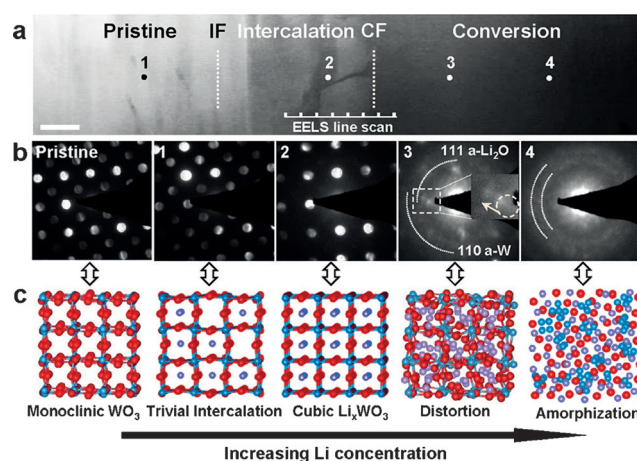 a
Pristine IF Intercalation CF Conversion
1 2 3 4
EELS line scan
b
Pristine 1 2 3 111 a-Li₂O 4
110 a-W
c
Monoclinic WO₃ Trivial Intercalation Cubic LiₓWO₃ Distortion Amorphization
Increasing Li concentration